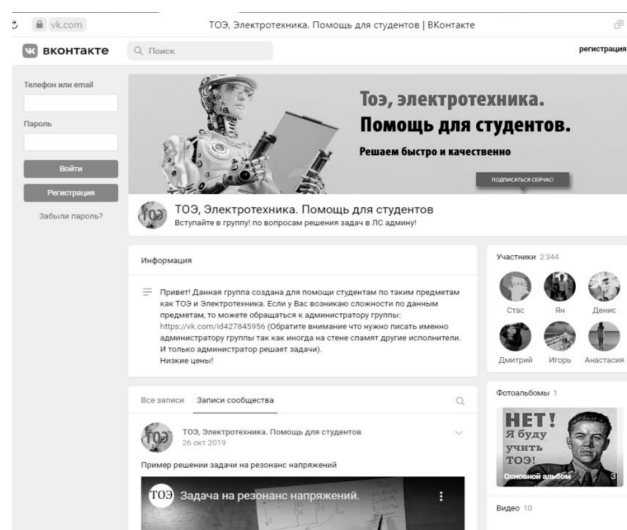 vk.com
ТОЭ, Электротехника. Помощь для студентов | ВКонтакте
вконтакте
Поиск
регистрация
Телефон или email
Пароль
Войти
Регистрация
Забыли пароль?
Тоэ, электротехника.
Помощь для студентов.
Решаем быстро и качественно
ПОДПИСАТЬСЯ СЕЙЧАС!
ТОЭ
ТОЭ, Электротехника. Помощь для студентов
Вступайте в группу! по вопросам решения задач в ЛС админу!
Информация
Привет! Данная группа создана для помощи студентам по таким предметам
как ТОЭ и Электротехника. Если у Вас возникаю сложности по данным
предметам, то можете обращаться к администратору группы:
https://vk.com/id427845956 (Обратите внимание что нужно писать именно
администратору группы так как иногда на стене спамят другие исполнители.
И только администратор решает задачи).
Низкие цены!
Все записи Записи сообщества
ТОЭ
ТОЭ, Электротехника. Помощь для студентов
26 окт 2019
Пример решении задачи на резонанс напряжений
ТОЭ Задача на резонанс напряжений.
Участники 2 344
Стас Ян Денис
Дмитрий Игорь Анастасия
Фотоальбомы 1
НЕТ!
Я буду
учить
ТОЭ!
Основной альбом 3
Видео 10